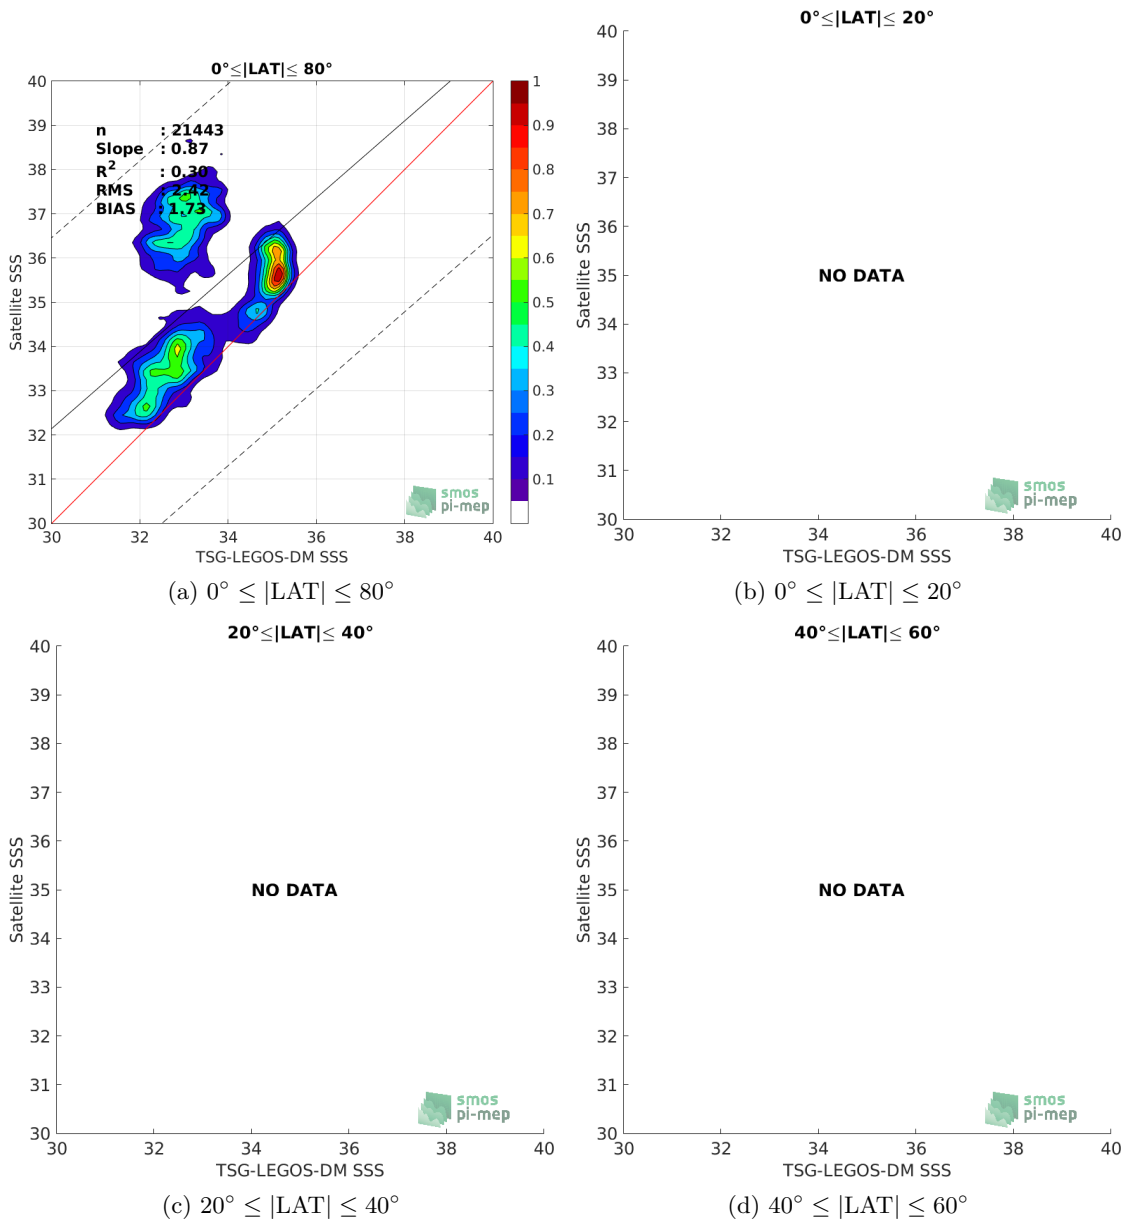 0°≤|LAT|≤ 80°
40
39
38
37
36
35
34
33
32
31
30
n : 21443
Slope : 0.87
R2 : 0.30
RMS : 2.42
BIAS : 1.73
Satellite SSS
30 32 34 36 38 40
TSG-LEGOS-DM SSS
1
0.9
0.8
0.7
0.6
0.5
0.4
0.3
0.2
0.1
smos
pi-mep
(a) 0° ≤ |LAT| ≤ 80°
0°≤|LAT|≤ 20°
40
39
38
37
36
35
34
33
32
31
30
Satellite SSS
NO DATA
smos
pi-mep
30 32 34 36 38 40
TSG-LEGOS-DM SSS
(b) 0° ≤ |LAT| ≤ 20°
20°≤|LAT|≤ 40°
40
39
38
37
36
35
34
33
32
31
30
Satellite SSS
NO DATA
smos
pi-mep
30 32 34 36 38 40
TSG-LEGOS-DM SSS
(c) 20° ≤ |LAT| ≤ 40°
40°≤|LAT|≤ 60°
40
39
38
37
36
35
34
33
32
31
30
Satellite SSS
NO DATA
smos
pi-mep
30 32 34 36 38 40
TSG-LEGOS-DM SSS
(d) 40° ≤ |LAT| ≤ 60°